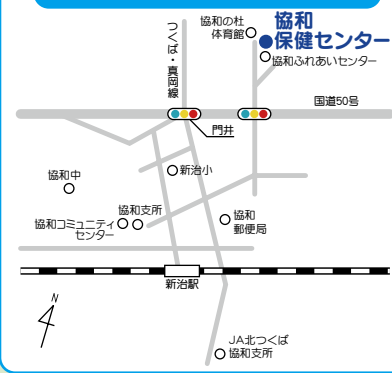 つくば・真岡線
協和の杜
体育館
協和
保健センター
協和ふれあいセンター
国道50号
門井
新治小
協和中
協和支所
協和コミュニティ
センター
協和
郵便局
新治駅
N
JA北つくば
協和支所